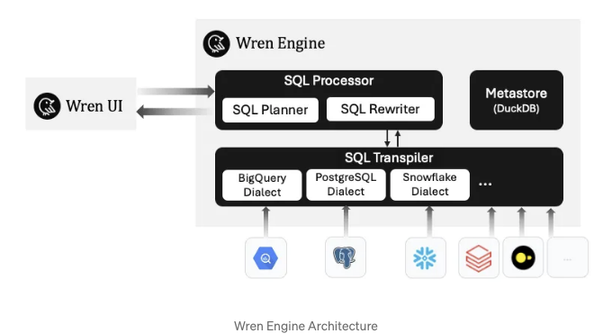 Wren Engine
Wren UI
SQL Processor
SQL Planner
SQL Rewriter
Metastore
(DuckDB)
SQL Transpiler
BigQuery
Dialect
PostgreSQL
Dialect
Snowflake
Dialect
...
...
Wren Engine Architecture